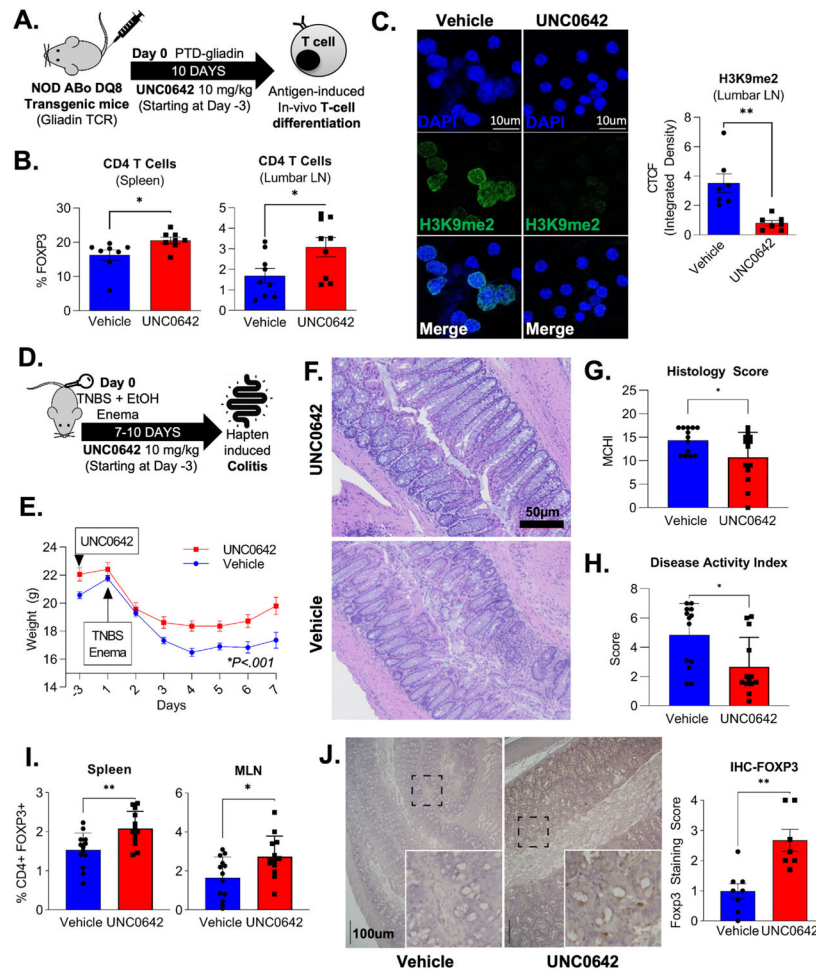 A.
T cell
Day 0 PTD-gliadin
10 DAYS
UNC0642 10 mg/kg
(Starting at Day -3)
NOD ABo DQ8
Transgenic mice
(Gliadin TCR)
Antigen-induced
In-vivo T-cell
differentiation
B.
CD4 T Cells
(Spleen)
*
% FOXP3
30
20
10
0
Vehicle UNC0642
CD4 T Cells
(Lumbar LN)
*
5
4
3
2
1
0
Vehicle UNC0642
C.
Vehicle UNC0642
DAPI 10um DAPI 10um
H3K9me2 H3K9me2
Merge Merge
H3K9me2
(Lumbar LN)
**
CTCF
(Integrated Density)
8
6
4
2
0
Vehicle
UNC0642
D.
Day 0
TNBS + EtOH
Enema
7-10 DAYS
UNC0642 10 mg/kg
(Starting at Day -3)
Hapten
induced
Colitis
E.
UNC0642
UNC0642
Vehicle
Weight (g)
24
22
20
18
16
14
TNBS
Enema
*P<.001
-3 1 2 3 4 5 6 7
Days
F.
UNC0642
50µm
Vehicle
G.
Histology Score
*
MCHI
25
20
15
10
5
0
Vehicle UNC0642
H.
Disease Activity Index
*
Score
8
6
4
2
0
Vehicle UNC0642
I.
Spleen
**
% CD4+ FOXP3+
4
3
2
1
0
Vehicle UNC0642
MLN
*
6
4
2
0
Vehicle UNC0642
J.
100um
Vehicle UNC0642
IHC-FOXP3
**
Foxp3 Staining Score
5
4
3
2
1
0
Vehicle UNC0642